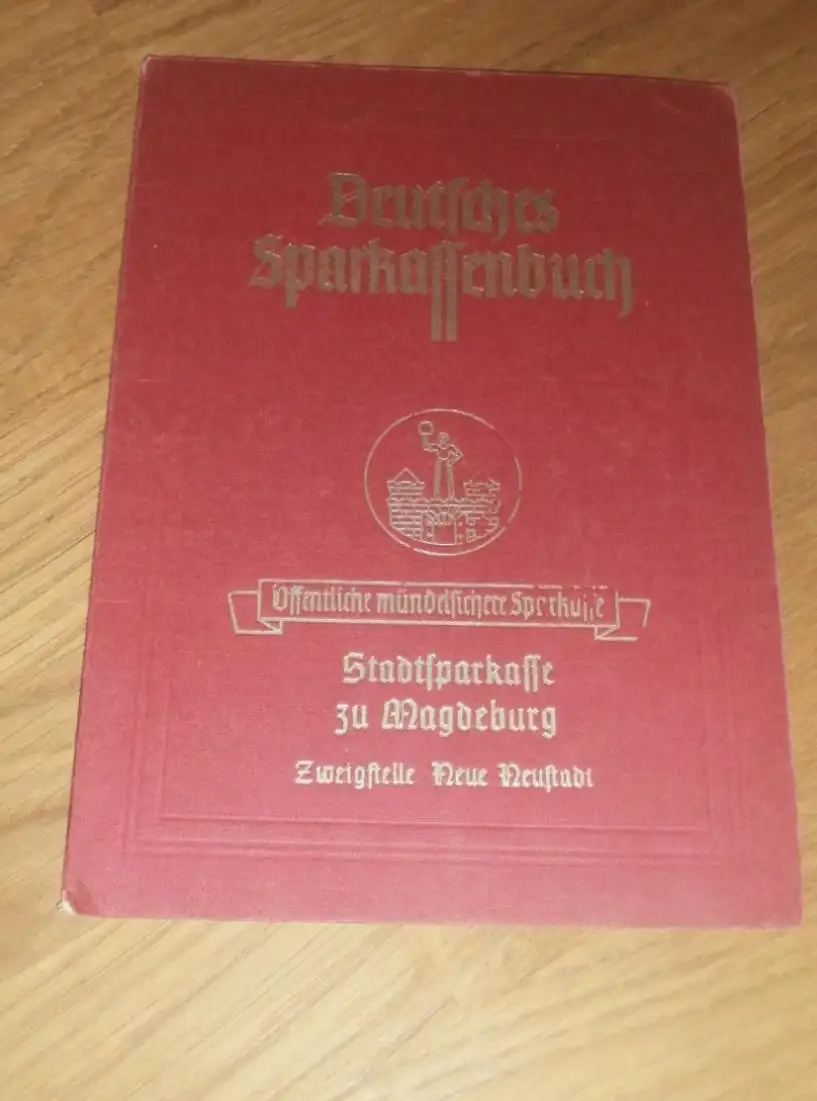 Deutsches
Sparkassenbuch
Öffentliche mündelsichere Sparkasse
Stadtsparkasse
zu Magdeburg
Zweigstelle Neue Neustadt